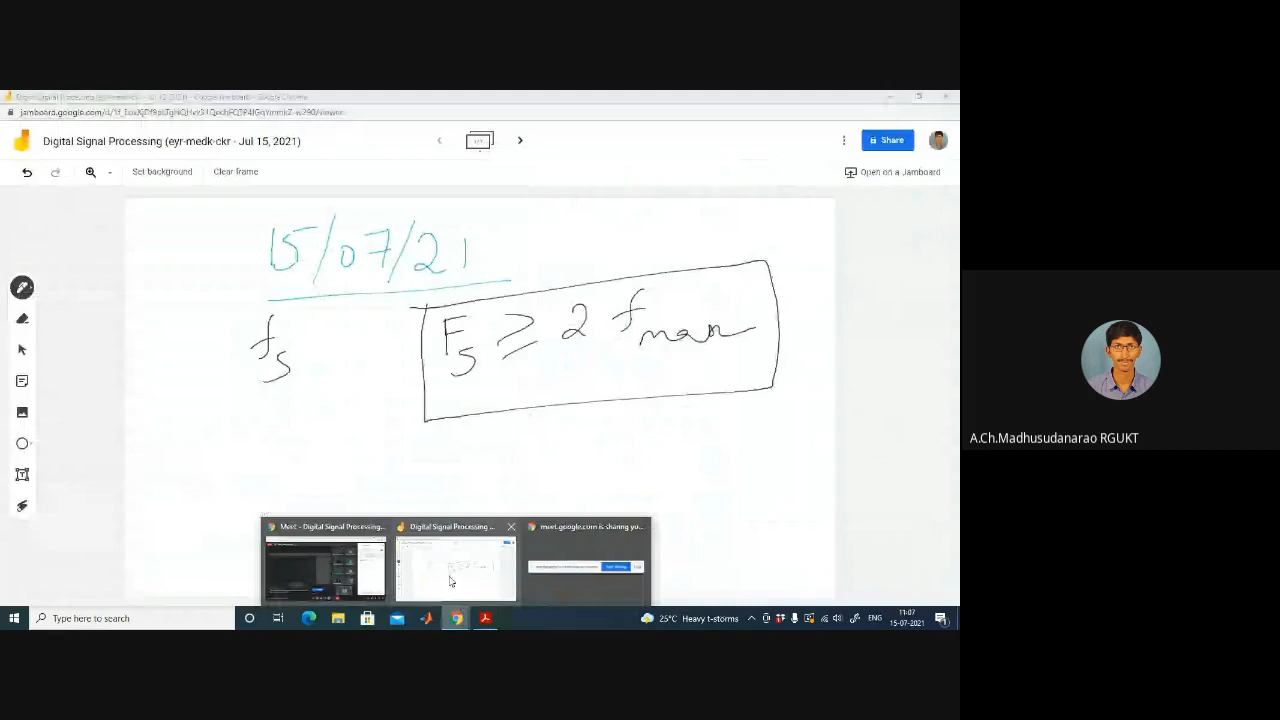 Digital Signal Processing (eyr-medk-ckr - Jul 15, 2021)
1/1
Share
Set background
Clear frame
Open on a Jamboard
15/07/21
fs
Fs ≥ 2 fmax
A.Ch.Madhusudanarao RGUKT
Meet - Digital Signal Processing...
Digital Signal Processing ...
meet.google.com is sharing yo...
Type here to search
25°C Heavy t-storms
ENG
11:07
15-07-2021